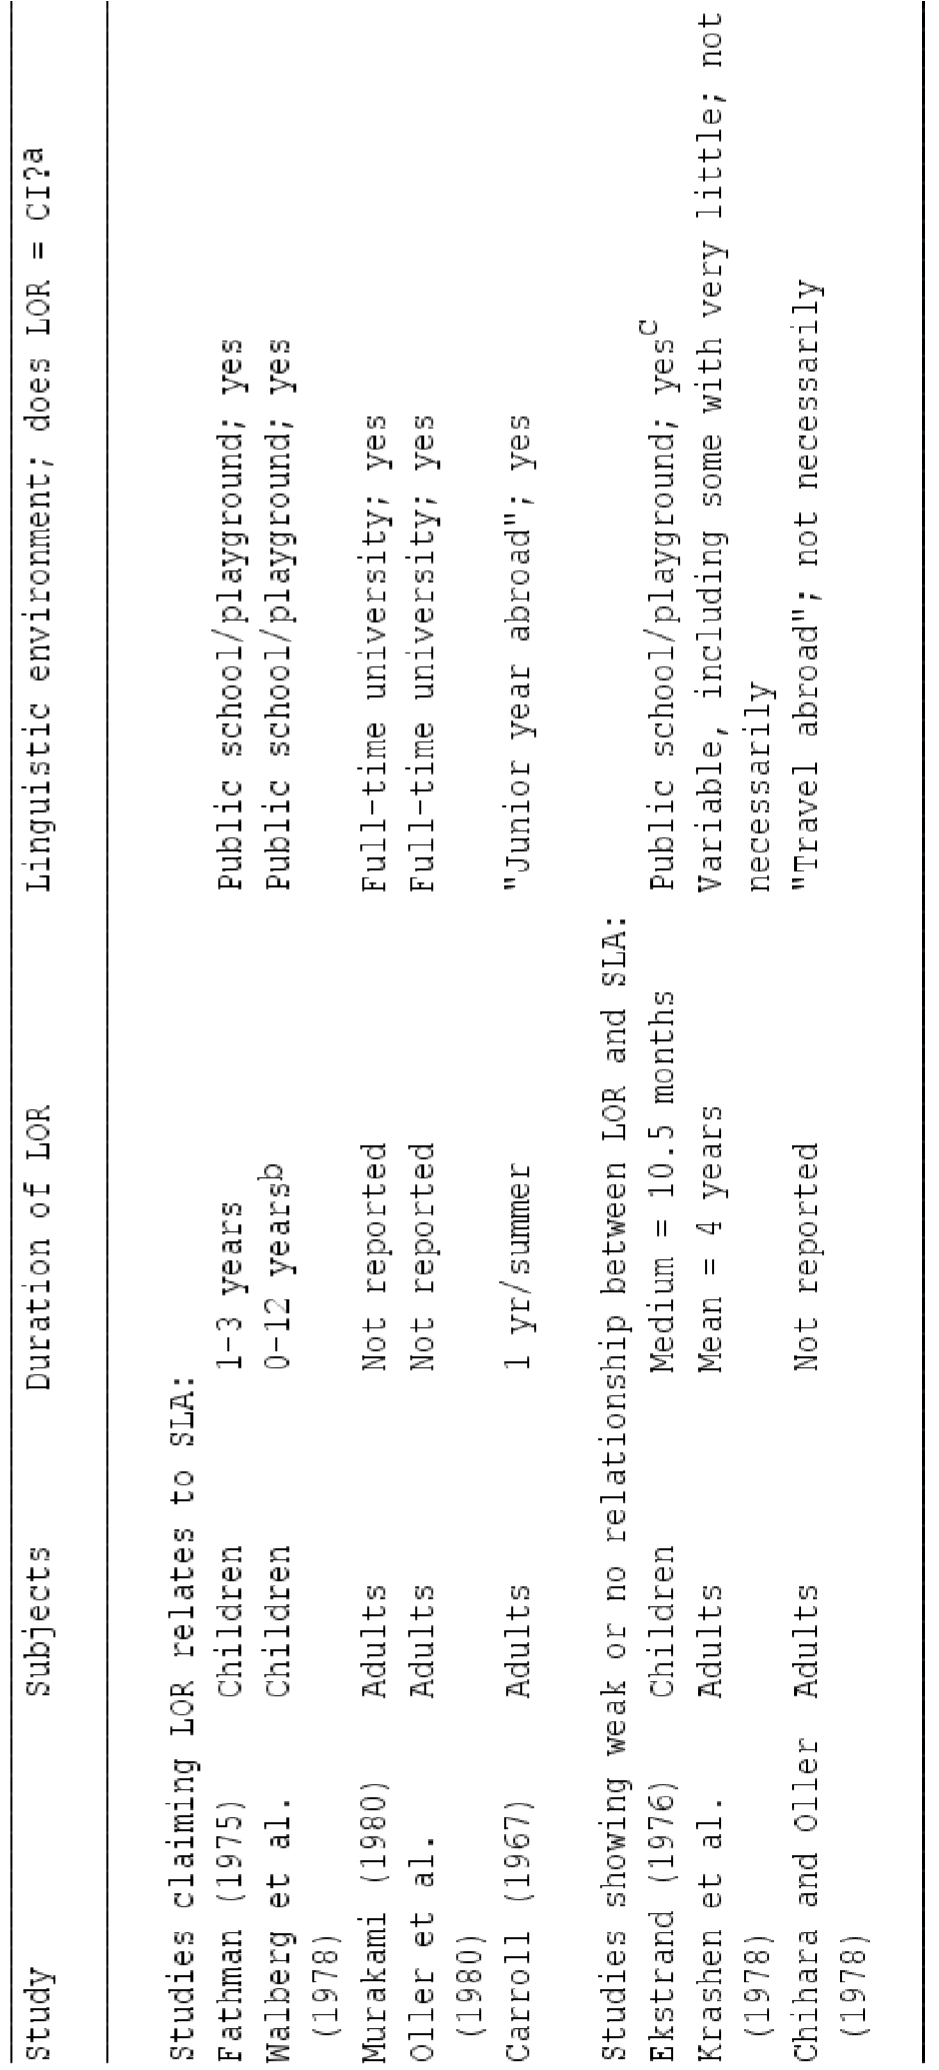 Study Subjects Duration of LOR Linguistic environment; does LOR = CI?a
Studies claiming LOR relates to SLA:
Fathman (1975) Children 1-3 years Public school/playground; yes
Walberg et al. Children 0-12 yearsb Public school/playground; yes
(1978)
Murakami (1980) Adults Not reported Full-time university; yes
Oller et al. Adults Not reported Full-time university; yes
(1980)
Carroll (1967) Adults 1 yr/summer "Junior year abroad"; yes
Studies showing weak or no relationship between LOR and SLA:
Ekstrand (1976) Children Medium = 10.5 months Public school/playground; yesc
Krashen et al. Adults Mean = 4 years Variable, including some with very little; not
(1978) necessarily
Chihara and oller Adults Not reported "Travel abroad"; not necessarily
(1978)